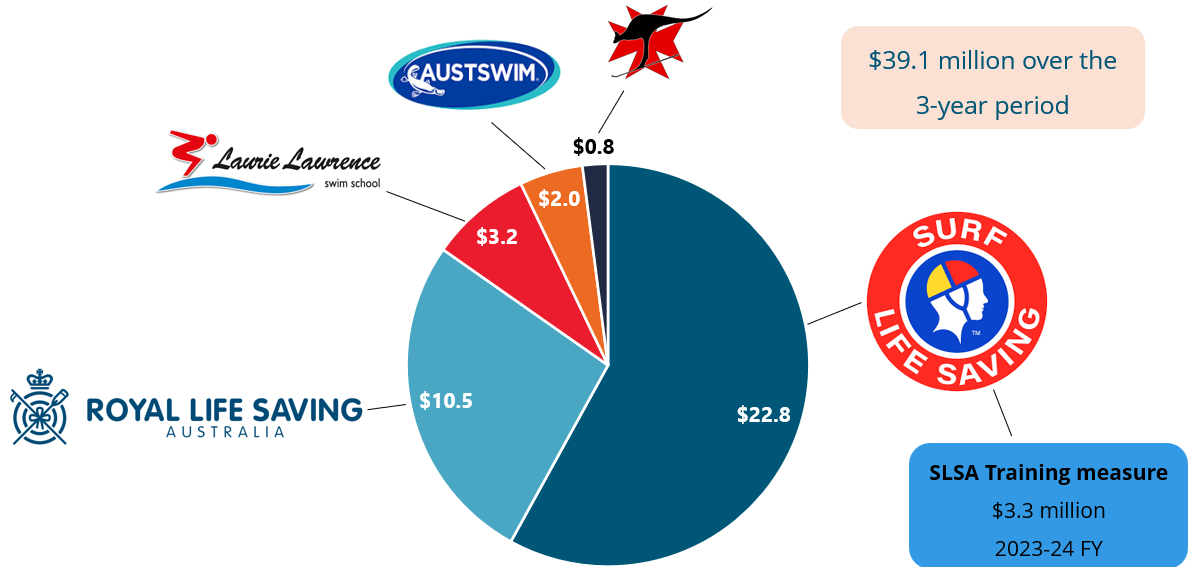 $39.1 million over the
3-year period
AUSTSWIM
$0.8
Laurie Lawrence
swim school
$2.0
$3.2
SURF
LIFE SAVING
TM
ROYAL LIFE SAVING
AUSTRALIA
$10.5
$22.8
SLSA Training measure
$3.3 million
2023-24 FY